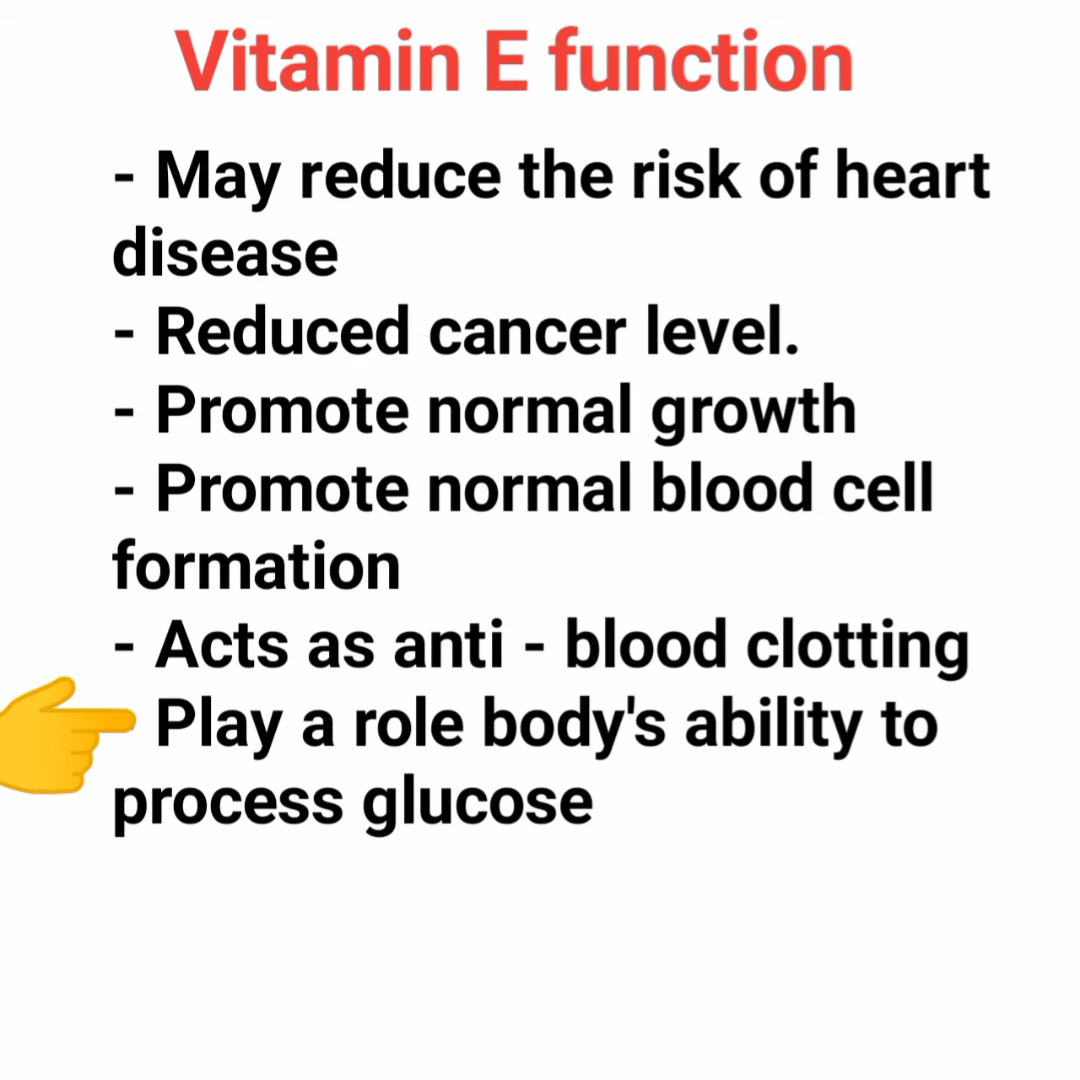 Vitamin E function
- May reduce the risk of heart
disease
- Reduced cancer level.
- Promote normal growth
- Promote normal blood cell
formation
- Acts as anti - blood clotting
Play a role body's ability to
process glucose